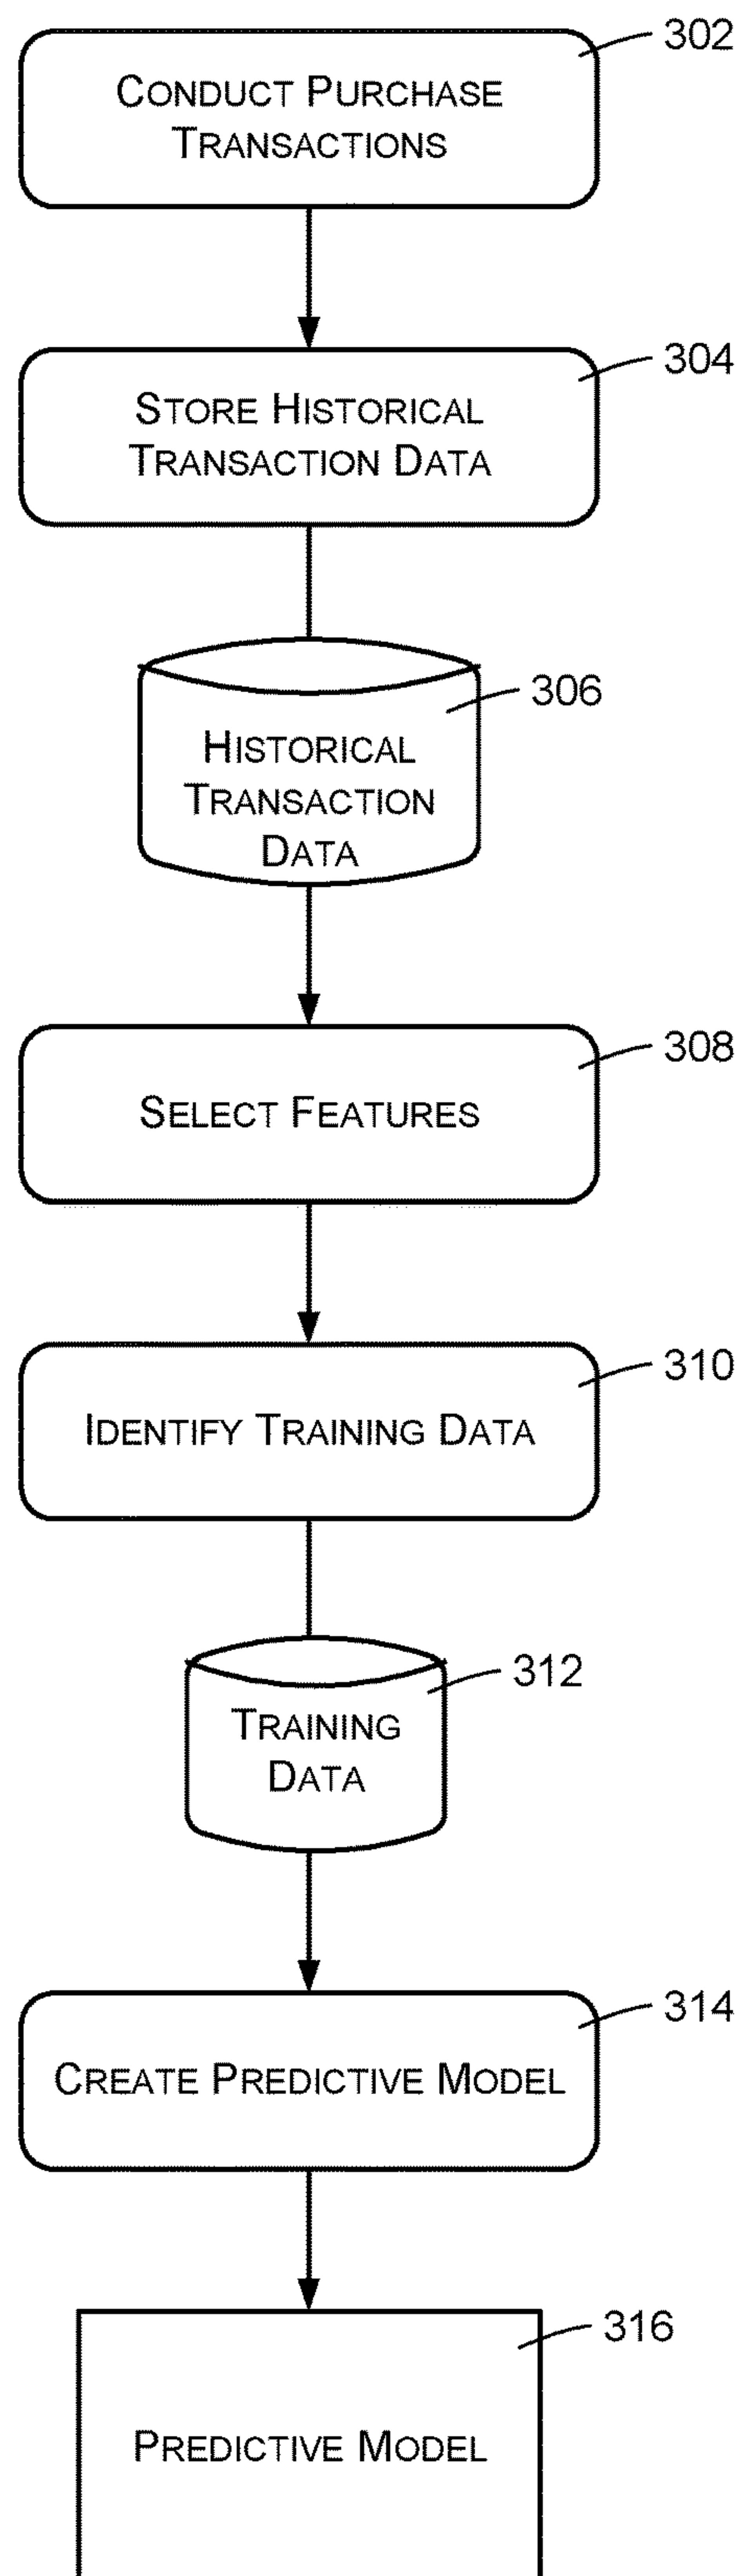 302
CONDUCT PURCHASE
TRANSACTIONS
304
STORE HISTORICAL
TRANSACTION DATA
306
HISTORICAL
TRANSACTION
DATA
308
SELECT FEATURES
310
IDENTIFY TRAINING DATA
312
TRAINING
DATA
314
CREATE PREDICTIVE MODEL
316
PREDICTIVE MODEL